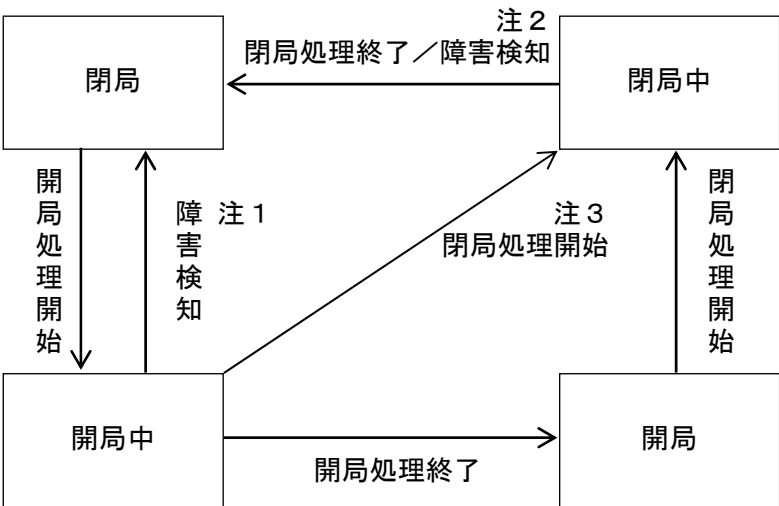 注２
閉局処理終了／障害検知
閉局
閉局中
開局処理開始
障害検知
注１
注３
閉局処理開始
閉局処理開始
開局中
開局
開局処理終了